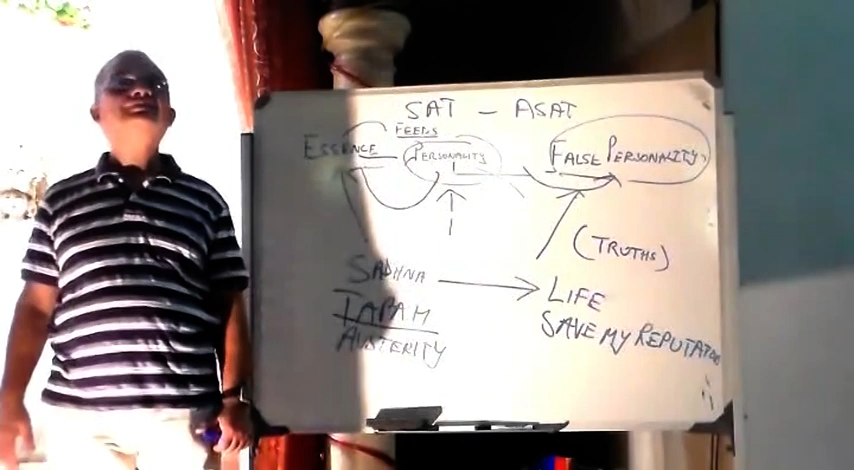 SAT - ASAT
FEEDS
ESSENCE PERSONALITY FALSE PERSONALITY
(TRUTHS)
SADHNA LIFE
TAPAM SAVE MY REPUTATION
AUSTERITY